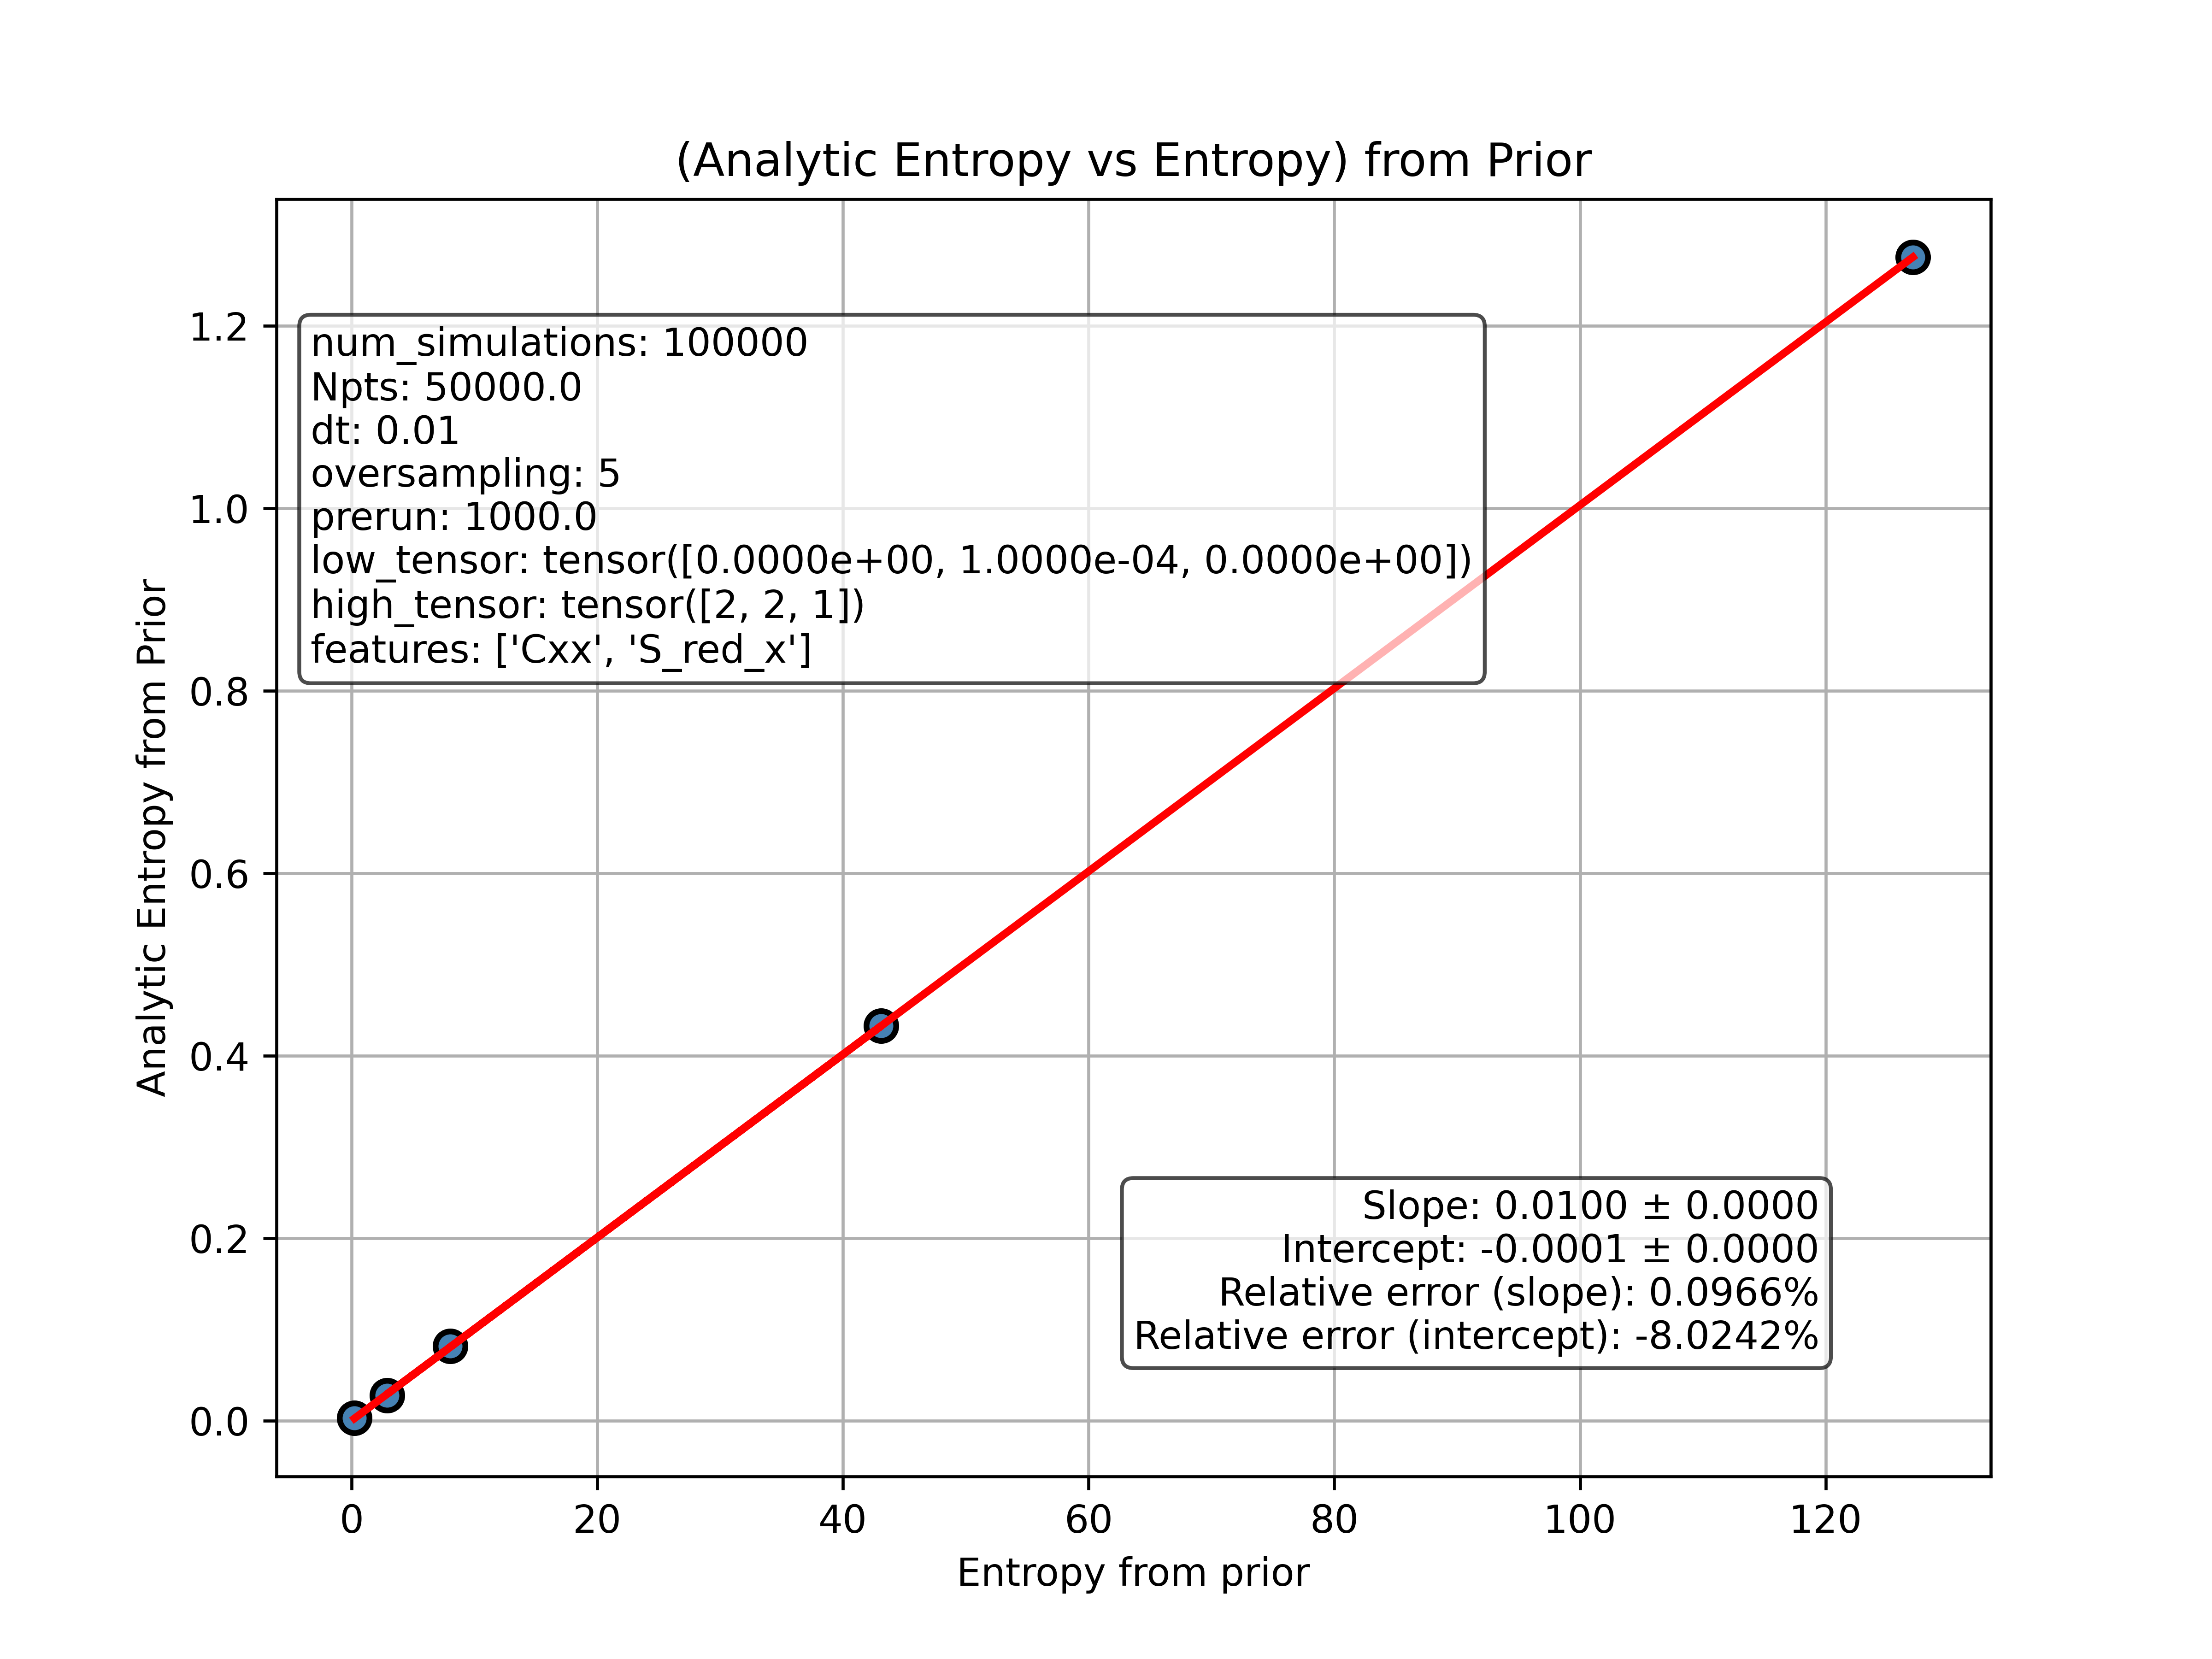 (Analytic Entropy vs Entropy) from Prior
Analytic Entropy from Prior
1.2
1.0
0.8
0.6
0.4
0.2
0.0
num_simulations: 100000
Npts: 50000.0
dt: 0.01
oversampling: 5
prerun: 1000.0
low_tensor: tensor([0.0000e+00, 1.0000e-04, 0.0000e+00])
high_tensor: tensor([2, 2, 1])
features: ['Cxx', 'S_red_x']
Slope: 0.0100 ± 0.0000
Intercept: -0.0001 ± 0.0000
Relative error (slope): 0.0966%
Relative error (intercept): -8.0242%
0 20 40 60 80 100 120
Entropy from prior